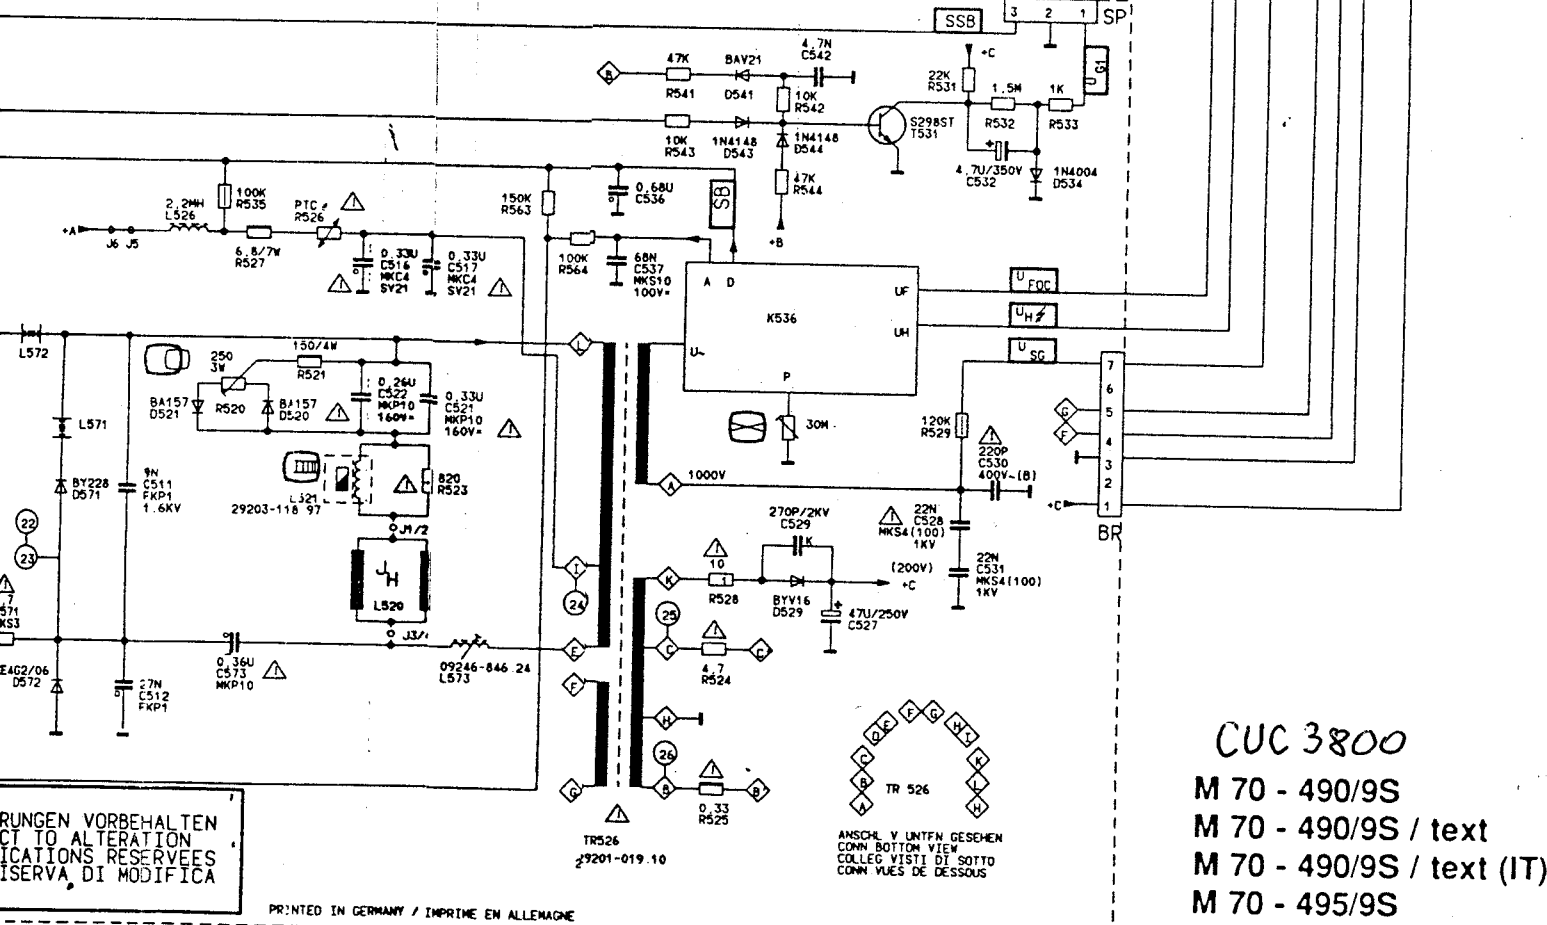 SSB
3 2 1 SP
+C
4.7N
C542
47K
R541
BAV21
D541
B
10K
R542
22K
R531
1.5M
R532
1K
R533
U G1
S298ST
T531
10K
R543
1N4148
D543
1N4148
D544
47K
R544
+B
4.7U/350V
C532
1N4004
D534
100K
R535
2.2MH
L526
PTC
R526
+A
J6 J5
6.8/7W
R527
0.33U
C516
MKC4
SV21
0.33U
C517
MKC4
SV21
150K
R563
0.68U
C536
SB
100K
R564
68N
C537
MKS10
100V=
A D
K536
UF
UH
U~
P
U FOC
U H
U SG
30M
L572
250
3W
R520
150/4W
R521
BA157
D521
BA157
D520
0.26U
C522
MKP10
160V=
0.33U
C521
MKP10
160V=
L
L571
BY228
D571
9N
C511
FKP1
1.6KV
29203-118 97
820
R523
J1/2
JH
L520
22
23
571
KS3
D572
27N
C512
FKP1
0.36U
C573
MKP10
09246-846.24
L573
I
24
E
F
G
A
1000V
120K
R529
220P
C530
400V~(B)
22N
C528
MKS4(100)
1KV
22N
C531
MKS4(100)
1KV
270P/2KV
C529
K
K
10
R528
BYV16
D529
(200V)
+C
47U/250V
C527
25
C
4.7
R524
C
H
26
B
0.33
R525
B
TR526
29201-019.10
7
6
5
4
3
2
1
G
F
+C
BR
A B C D E F G H I K L M
TR 526
ANSCHL V UNTEN GESEHEN
CONN BOTTOM VIEW
COLLEG VISTI DI SOTTO
CONN VUES DE DESSOUS
RUNGEN VORBEHALTEN
CT TO ALTERATION
ICATIONS RESERVEES
ISERVA DI MODIFICA
PRINTED IN GERMANY / IMPRIME EN ALLEMAGNE
CUC 3800
M 70 - 490/9S
M 70 - 490/9S / text
M 70 - 490/9S / text (IT)
M 70 - 495/9S